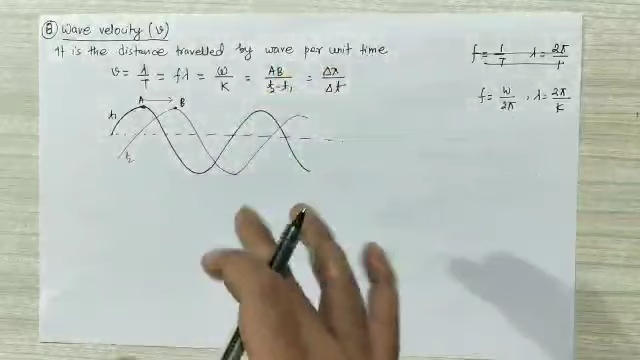 ⑧ Wave velocity (v)
It is the distance travelled by wave per unit time
v = λ/T = fλ = ω/K = AB/t₂-t₁ = Δx/Δt
f = 1/T λ = 2π/
f = ω/2π , λ = 2π/K
A B
t₁
t₂